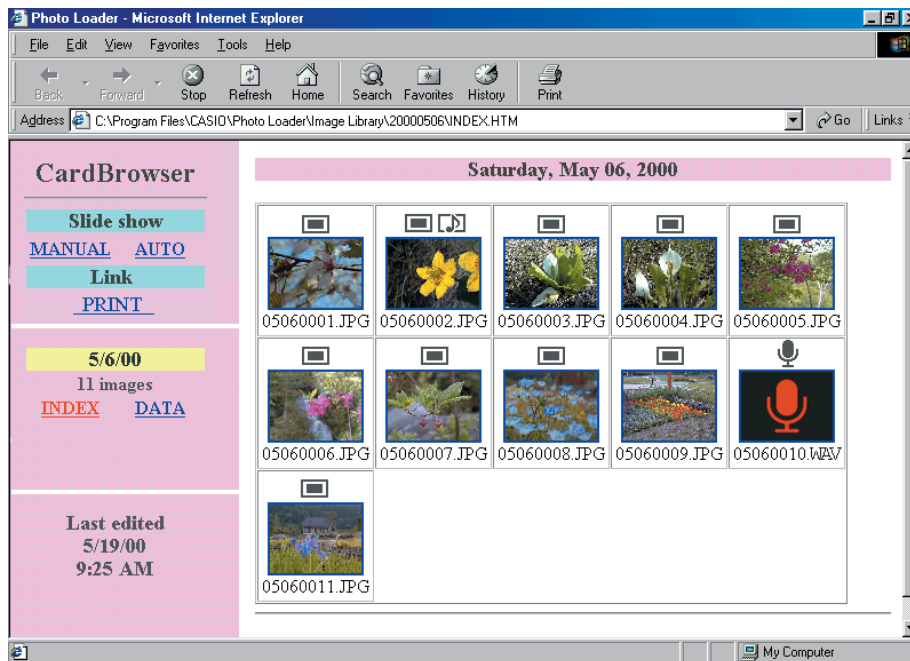 Photo Loader - Microsoft Internet Explorer
File Edit View Favorites Tools Help
Back Forward Stop Refresh Home Search Favorites History Print
Address C:\Program Files\CASIO\Photo Loader\Image Library\20000506\INDEX.HTM Go Links
CardBrowser
Slide show
MANUAL AUTO
Link
PRINT
5/6/00
11 images
INDEX DATA
Last edited
5/19/00
9:25 AM
Saturday, May 06, 2000
05060001.JPG 05060002.JPG 05060003.JPG 05060004.JPG 05060005.JPG
05060006.JPG 05060007.JPG 05060008.JPG 05060009.JPG 05060010.WAV
05060011.JPG
My Computer